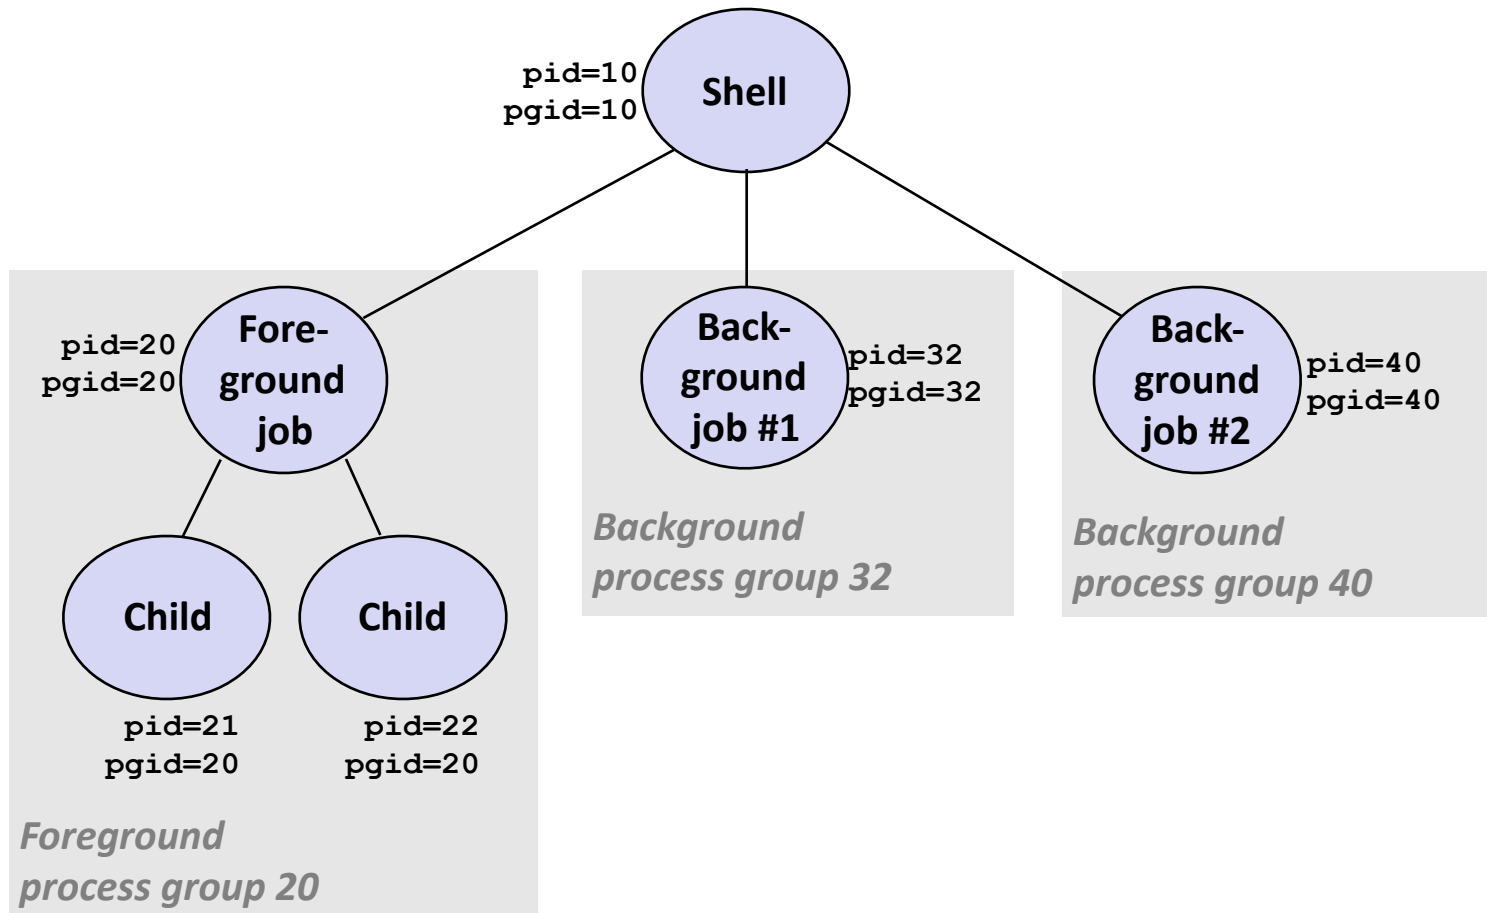 pid=10
pgid=10
Shell
pid=20
pgid=20
Fore-
ground
job
Back-
ground
job #1
pid=32
pgid=32
Back-
ground
job #2
pid=40
pgid=40
Background
process group 32
Background
process group 40
Child
Child
pid=21
pgid=20
pid=22
pgid=20
Foreground
process group 20